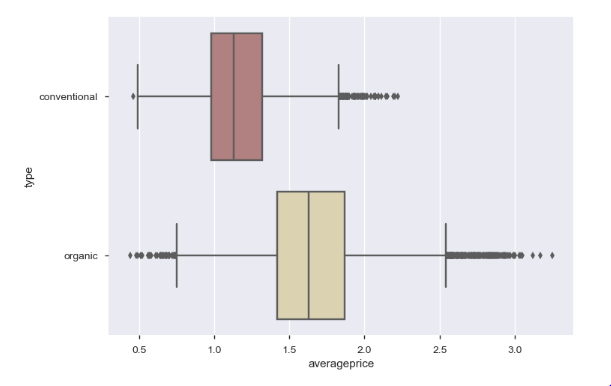 conventional
type
organic
0.5 1.0 1.5 2.0 2.5 3.0
averageprice